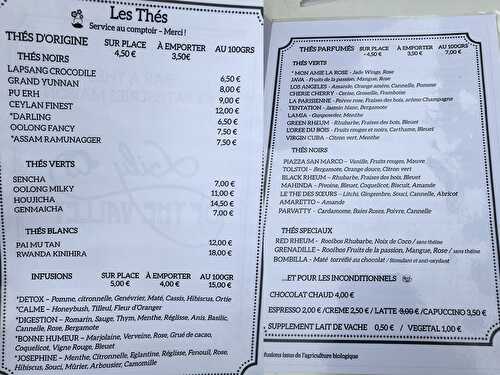 Les Thés
Service au comptoir – Merci !
THÉS D'ORIGINE SUR PLACE À EMPORTER AU 100GRS
4,50 € 3,50€
THÉS NOIRS
LAPSANG CROCODILE 6,50 €
GRAND YUNNAN 8,00 €
PU ERH 9,00 €
CEYLAN FINEST 12,00 €
*DARLING 6,50 €
OOLONG FANCY 7,50 €
*ASSAM RAMUNAGGER 7,50 €
THÉS VERTS
SENCHA 7,00 €
OOLONG MILKY 11,00 €
HOUJICHA 14,50 €
GENMAICHA 7,00 €
THÉS BLANCS
PAI MU TAN 12,00 €
RWANDA KINIHIRA 18,00 €
INFUSIONS SUR PLACE À EMPORTER AU 100GR
5,00 € 4,00 € 15,00 €
*DETOX – Pomme, citronnelle, Genévrier, Maté, Cassis, Hibiscus, Ortie
*CALME – Honeybush, Tilleul, Fleur d'Oranger
*DIGESTION – Romarin, Sauge, Thym, Menthe, Réglisse, Anis, Basilic,
Cannelle, Rose, Bergamote
*BONNE HUMEUR – Marjolaine, Verveine, Rose, Grué de cacao,
Coquelicot, Vigne Rouge, Bleuet
*JOSEPHINE – Menthe, Citronnelle, Eglantine, Réglisse, Fenouil, Rose,
Hibiscus, Souci, Mûrier, Arbousier, Camomille
THÉS PARFUMÉS SUR PLACE À EMPORTER AU 100GRS
4,50 € 3,50 € 7,00€
THÉS VERTS
* MON AMIE LA ROSE - Jade Wings, Rose
JAVA - Fruits de la passion, Mangue, Rose
LOS ANGELES – Amande, Orange amère, Cannelle, Pomme
CHERIE CHERRY - Cerise, Groseille, Framboise
LA PARISIENNE – Poivre rose, Fraises des bois, arôme Champagne
TENTATION – Jasmin blanc, Bergamote
LAMIA – Gunpowder, Menthe
GREEN RHEUM – Rhubarbe, Fraises des bois, Bleuet
L'OREE DU BOIS – Fruits rouges et noirs, Carthame, Bleuet
VIRGIN CUBA – Citron vert, Menthe
THÉS NOIRS
PIAZZA SAN MARCO – Vanille, Fruits rouges, Mauve
TOLSTOI – Bergamote, Orange douce, Citron vert
BLACK RHEUM – Rhubarbe, Fraises des bois, Bleuet
MAHINDA – Pivoine, Bleuet, Coquelicot, Biscuit, Amande
LE THE DES SŒURS – Litchi, Gingembre, Souci, Cannelle, Abricot
AMARETTO – Amande
PARVATTY – Cardamome, Baies Roses, Poivre, Cannelle
THÉS SPECIAUX
RED RHEUM – Rooibos Rhubarbe, Noix de Coco / sans théine
GRENADILLE – Rooibos Fruits de la passion, Mangue, Rose / sans théine
BOMBILLA – Maté torréfié au chocolat / Stimulant et anti-oxydant
...ET POUR LES INCONDITIONNELS
CHOCOLAT CHAUD 4,00 €
ESPRESSO 2,00 €/CREME 2,50 € / LATTE 3,00 €/CAPUCCINO 3,50 €
SUPPLEMENT LAIT DE VACHE 0,50 € / VEGETAL 1,00 €
*Infusions issus de l'agriculture biologique